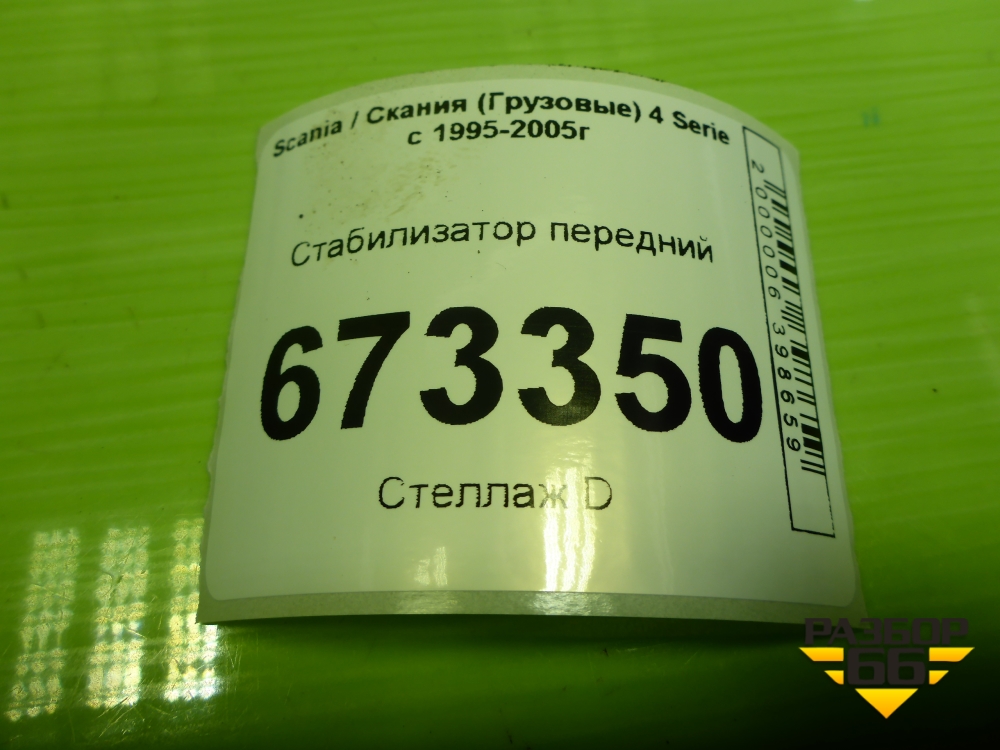 Scania / Скания (Грузовые) 4 Serie
с 1995-2005г
Стабилизатор передний
673350
Стеллаж D
2000006398659
РАЗБОР
66